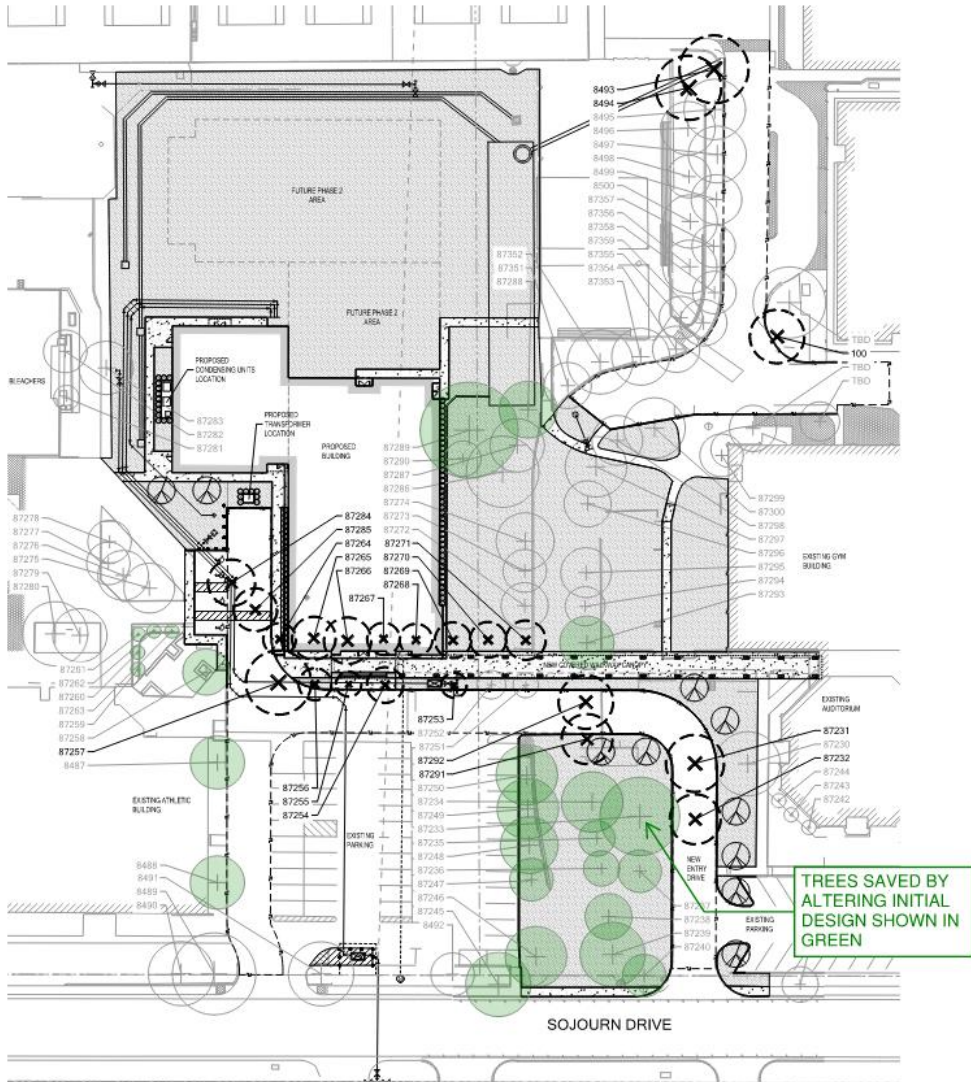 8493
8494
8495
8496
8497
8498
8499
8500
87357
87356
87358
87359
87355
87354
87353
87352
87351
87288
FUTURE PHASE 2
AREA
FUTURE PHASE 2
AREA
TBD
100
TBD
TBD
BLEACHERS
PROPOSED
CONDENSING UNITS
LOCATION
PROPOSED
TRANSFORMER
LOCATION
PROPOSED
BUILDING
87283
87282
87281
87289
87290
87287
87286
87274
87273
87272
87271
87270
87269
87268
87284
87285
87264
87265
87266
87267
87278
87277
87276
87275
87279
87280
87299
87300
87298
87297
87296
87295
87294
87293
EXISTING GYM
BUILDING
NEW COVERED WALKWAY CANOPY
87261
87262
87260
87263
87259
87258
87257
8487
87253
87252
87251
87292
87291
87250
87234
87249
87233
87235
87248
87236
87247
87246
87245
8492
87256
87255
87254
EXISTING
AUDITORIUM
87231
87230
87232
87244
87243
87242
EXISTING ATHLETIC
BUILDING
EXISTING
PARKING
8488
8491
8489
8490
NEW
ENTRY
DRIVE
87238
87239
87240
EXISTING
PARKING
TREES SAVED BY
ALTERING INITIAL
DESIGN SHOWN IN
GREEN
SOJOURN DRIVE